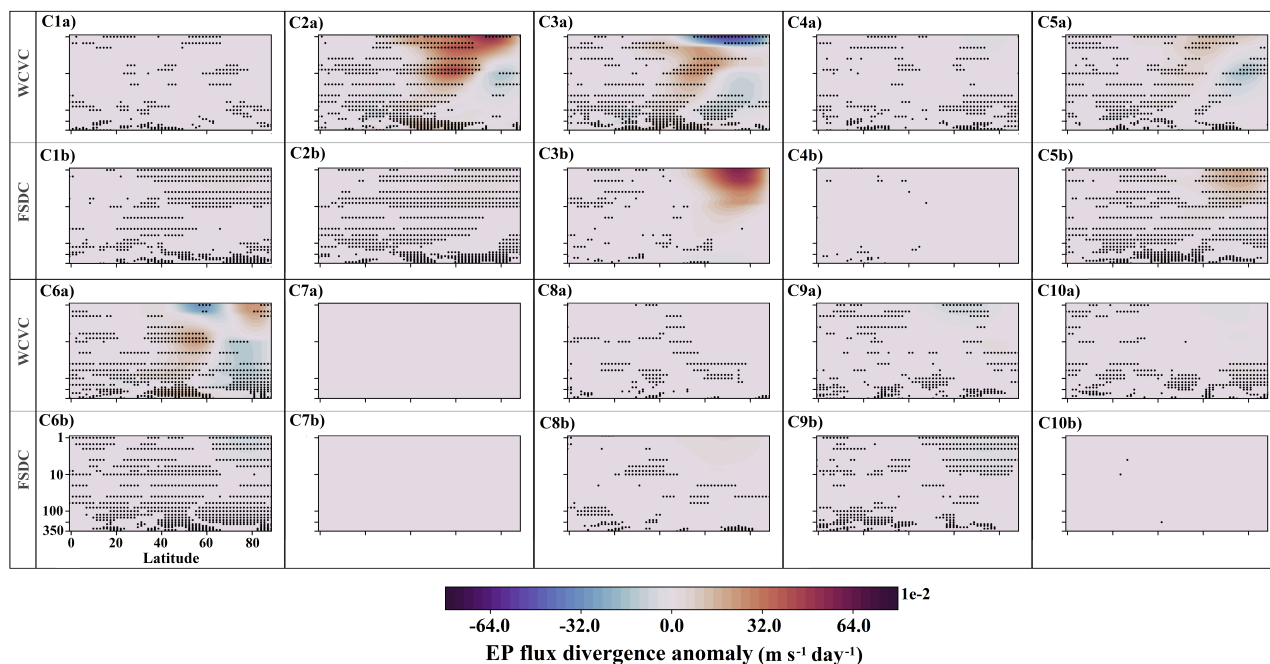 C1a) C2a) C3a) C4a) C5a)
WCVC
C1b) C2b) C3b) C4b) C5b)
FSDC
C6a) C7a) C8a) C9a) C10a)
WCVC
C6b) C7b) C8b) C9b) C10b)
FSDC
1
10
100
350
0 20 40 60 80
Latitude
1e-2
-64.0 -32.0 0.0 32.0 64.0
EP flux divergence anomaly (m s⁻¹ day⁻¹)